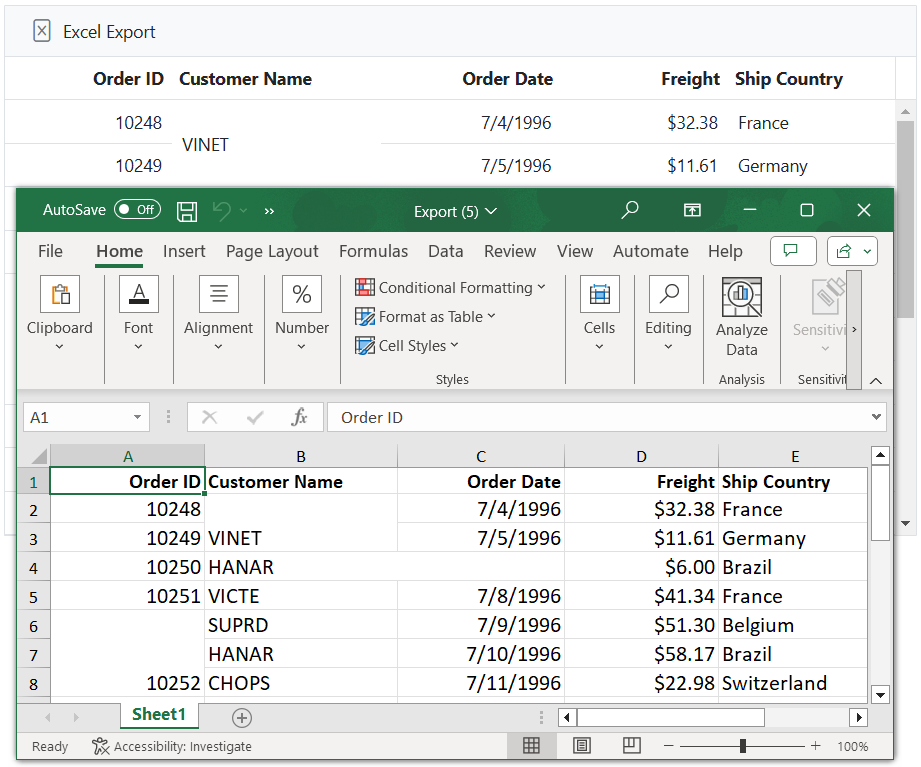 Excel Export
Order ID Customer Name Order Date Freight Ship Country
10248 7/4/1996 $32.38 France
VINET
10249 7/5/1996 $11.61 Germany
AutoSave Off » Export (5)
File Home Insert Page Layout Formulas Data Review View Automate Help
Clipboard Font Alignment Number Conditional Formatting Format as Table Cell Styles Cells Editing Analyze Data Sensitivi
Styles Analysis Sensitivit
A1 fx Order ID
A B C D E
1 Order ID Customer Name Order Date Freight Ship Country
2 10248 7/4/1996 $32.38 France
3 10249 VINET 7/5/1996 $11.61 Germany
4 10250 HANAR $6.00 Brazil
5 10251 VICTE 7/8/1996 $41.34 France
6 SUPRD 7/9/1996 $51.30 Belgium
7 HANAR 7/10/1996 $58.17 Brazil
8 10252 CHOPS 7/11/1996 $22.98 Switzerland
Sheet1
Ready Accessibility: Investigate 100%